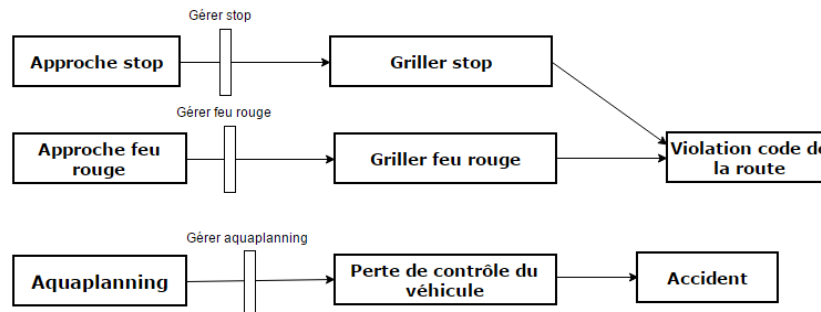 Gérer stop
Approche stop
Griller stop
Gérer feu rouge
Approche feu
rouge
Griller feu rouge
Violation code de
la route
Gérer aquaplanning
Aquaplanning
Perte de contrôle du
véhicule
Accident